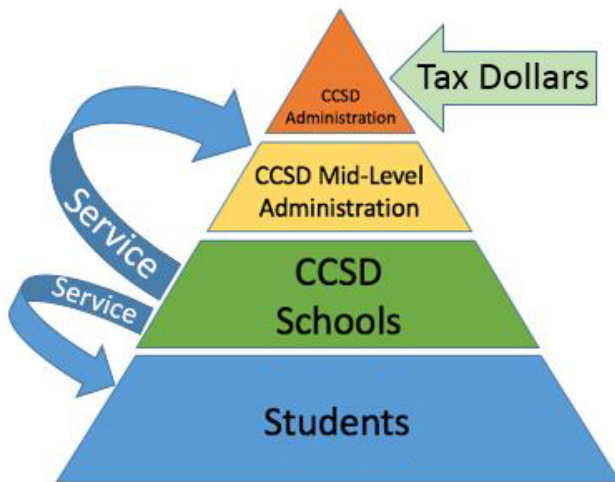 Tax Dollars
CCSD
Administration
CCSD Mid-Level
Administration
Service
CCSD
Schools
Service
Students